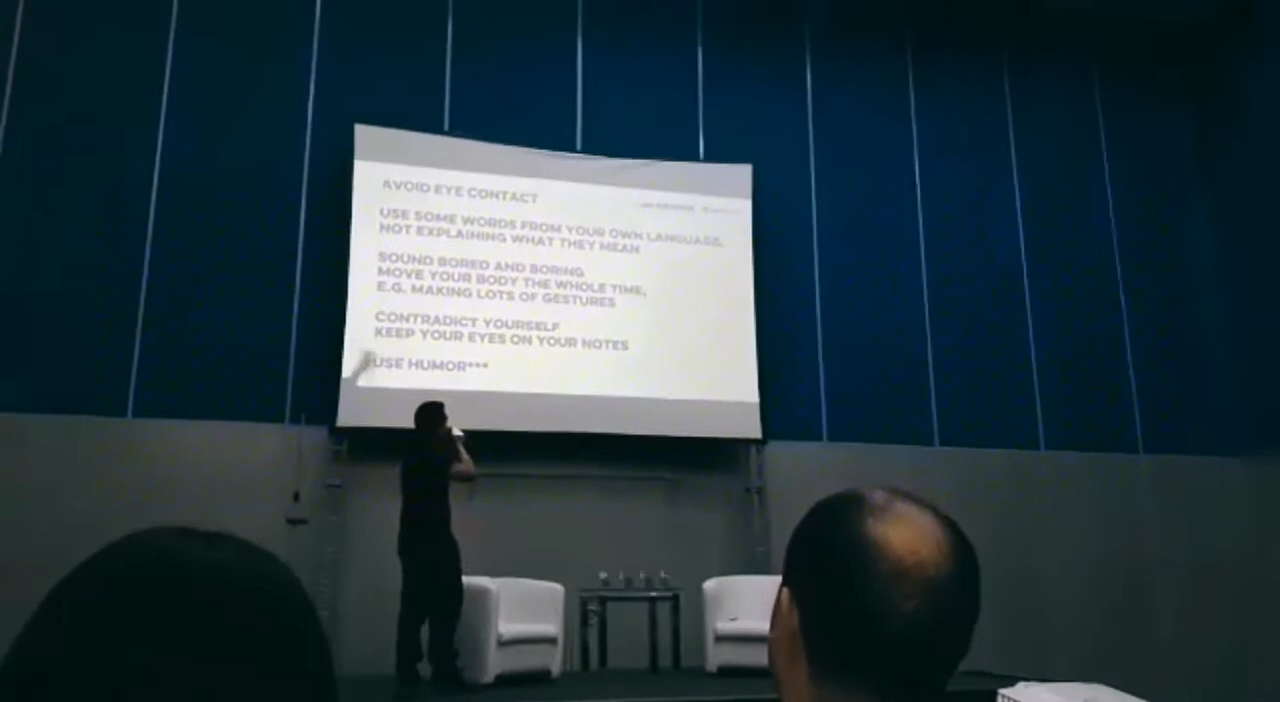 AVOID EYE CONTACT
USE SOME WORDS FROM YOUR OWN LANGUAGE,
NOT EXPLAINING WHAT THEY MEAN
SOUND BORED AND BORING
MOVE YOUR BODY THE WHOLE TIME,
E.G. MAKING LOTS OF GESTURES
CONTRADICT YOURSELF
KEEP YOUR EYES ON YOUR NOTES
USE HUMOR***